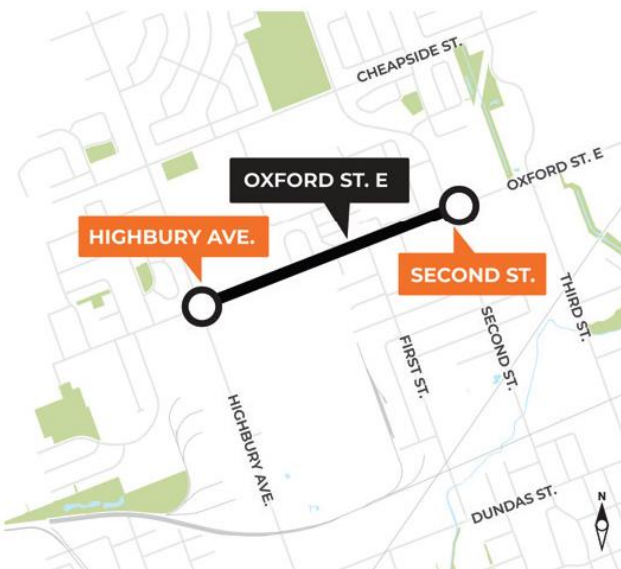 CHEAPSIDE ST.
OXFORD ST. E
OXFORD ST. E
HIGHBURY AVE.
SECOND ST.
THIRD ST.
SECOND ST.
FIRST ST.
HIGHBURY AVE.
DUNDAS ST.
N